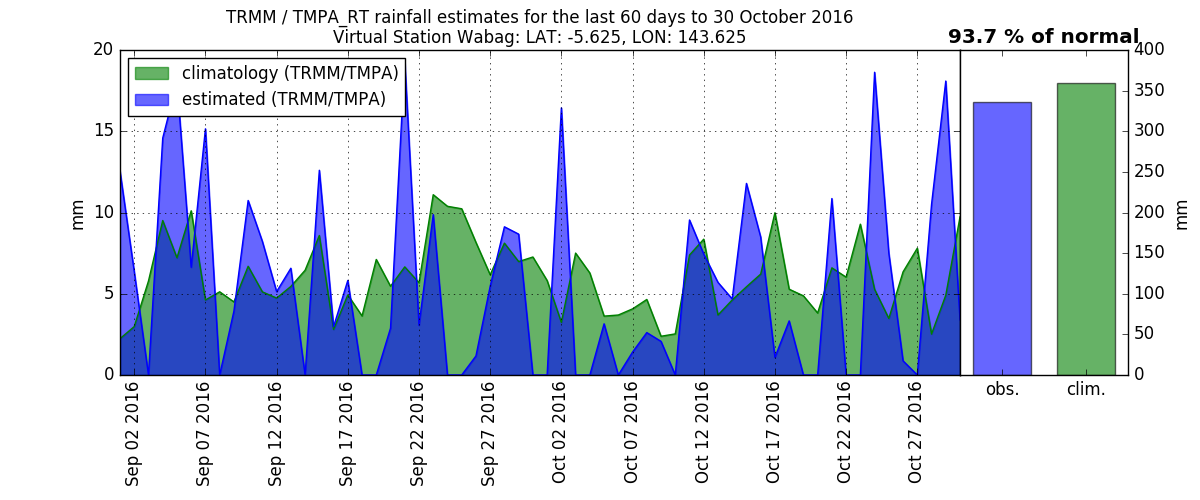 TRMM / TMPA_RT rainfall estimates for the last 60 days to 30 October 2016
Virtual Station Wabag: LAT: -5.625, LON: 143.625
93.7 % of normal
climatology (TRMM/TMPA)
estimated (TRMM/TMPA)
20
15
10
5
0
mm
400
350
300
250
200
150
100
50
0
mm
Sep 02 2016
Sep 07 2016
Sep 12 2016
Sep 17 2016
Sep 22 2016
Sep 27 2016
Oct 02 2016
Oct 07 2016
Oct 12 2016
Oct 17 2016
Oct 22 2016
Oct 27 2016
obs.
clim.